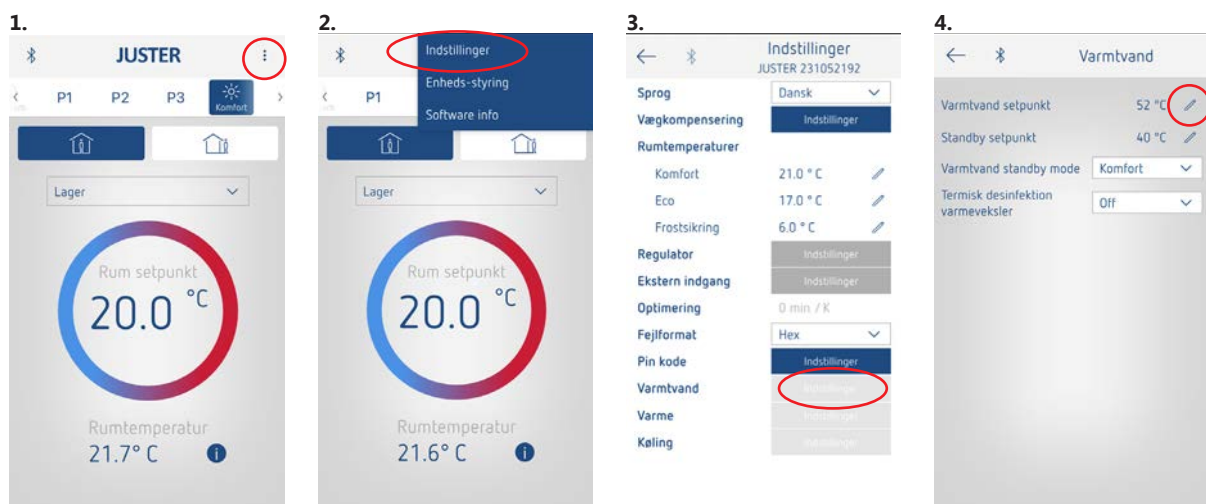 1.
JUSTER
P1 P2 P3 Komfort
Lager
Rum setpunkt
20.0 °C
Rumtemperatur
21.7° C
2.
Indstillinger
Enheds-styring
Software info
P1
Lager
Rum setpunkt
20.0 °C
Rumtemperatur
21.6° C
3.
Indstillinger
JUSTER 231052192
Sprog Dansk
Vægkompensering Indstillinger
Rumtemperaturer
Komfort 21.0 ° C
Eco 17.0 ° C
Frostsikring 6.0 ° C
Regulator Indstillinger
Ekstern indgang Indstillinger
Optimering 0 min / K
Fejlformat Hex
Pin kode Indstillinger
Varmtvand Indstillinger
Varme Indstillinger
Køling Indstillinger
4.
Varmtvand
Varmtvand setpunkt 52 °C
Standby setpunkt 40 °C
Varmtvand standby mode Komfort
Termisk desinfektion
varmeveksler Off